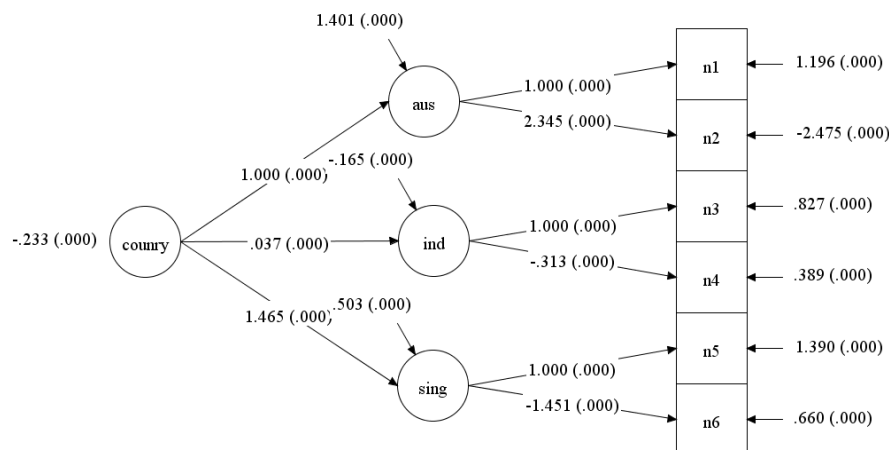 1.401 (.000)
aus
1.000 (.000)
2.345 (.000)
n1
1.196 (.000)
n2
-2.475 (.000)
1.000 (.000)
-.165 (.000)
-.233 (.000)
counry
.037 (.000)
ind
1.000 (.000)
-.313 (.000)
n3
.827 (.000)
n4
.389 (.000)
1.465 (.000)
.503 (.000)
sing
1.000 (.000)
-1.451 (.000)
n5
1.390 (.000)
n6
.660 (.000)